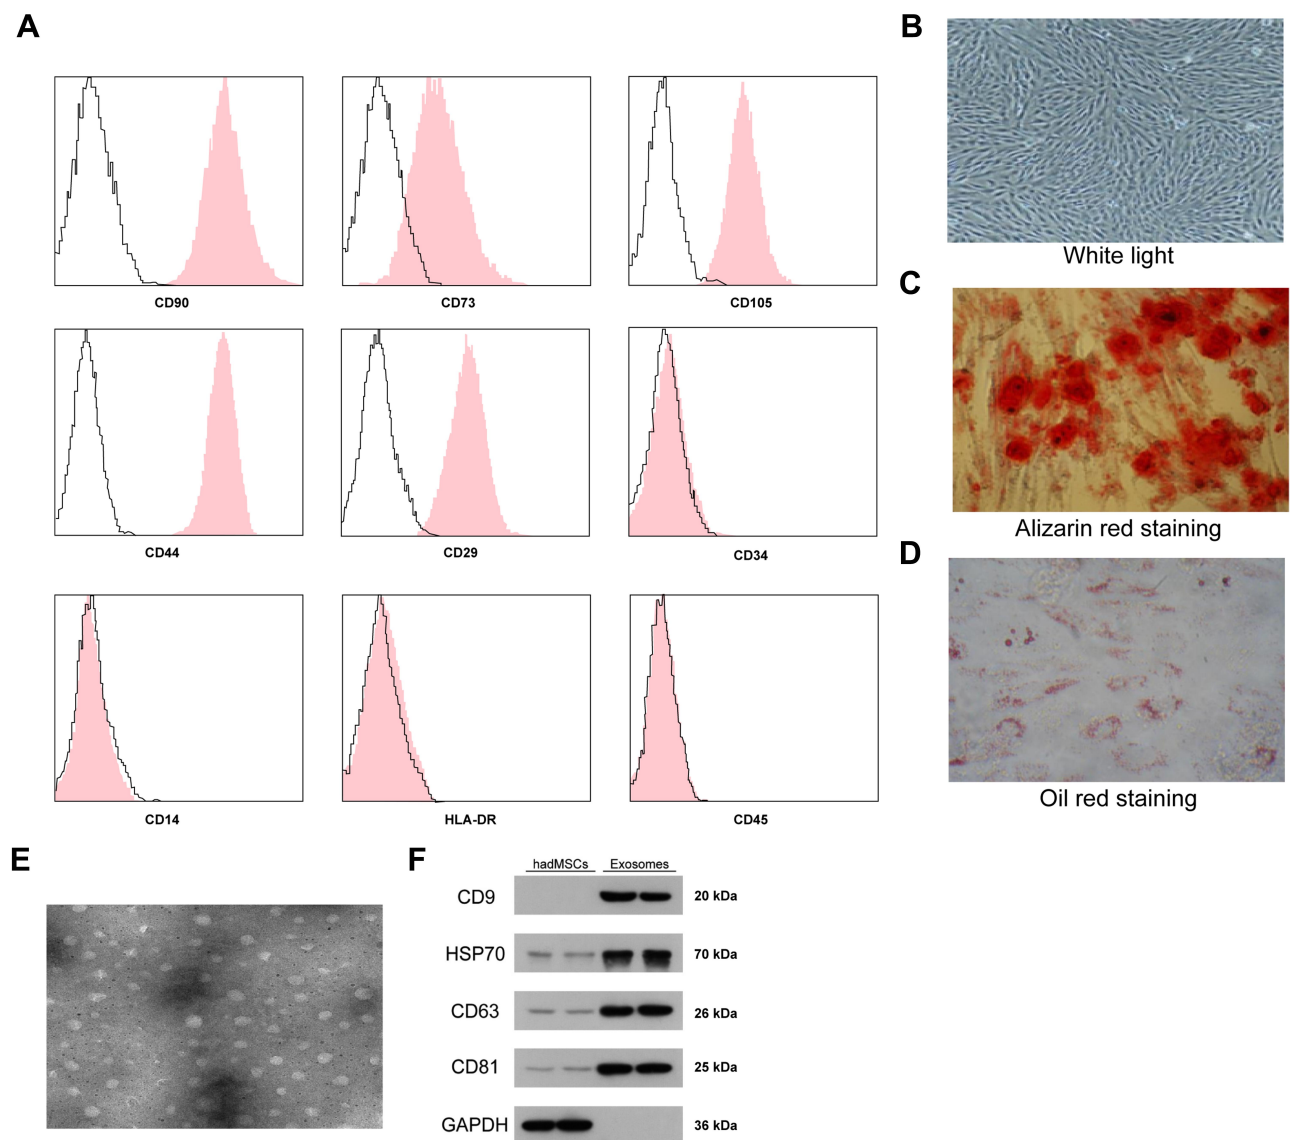 A
B
CD90
CD73
CD105
White light
C
CD44
CD29
CD34
Alizarin red staining
D
CD14
HLA-DR
CD45
Oil red staining
E
F
hadMSCs
Exosomes
CD9
20 kDa
HSP70
70 kDa
CD63
26 kDa
CD81
25 kDa
GAPDH
36 kDa